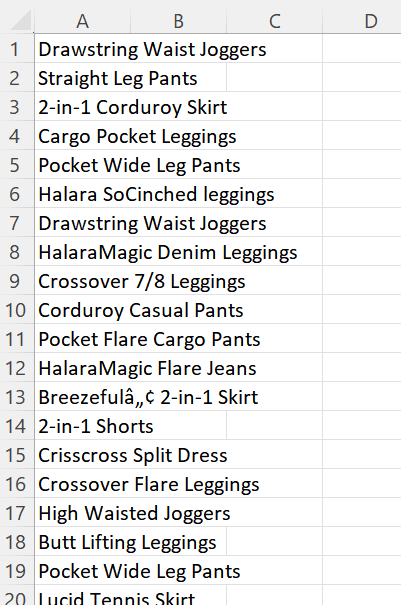 A B C D
1 Drawstring Waist Joggers
2 Straight Leg Pants
3 2-in-1 Corduroy Skirt
4 Cargo Pocket Leggings
5 Pocket Wide Leg Pants
6 Halara SoCinched leggings
7 Drawstring Waist Joggers
8 HalaraMagic Denim Leggings
9 Crossover 7/8 Leggings
10 Corduroy Casual Pants
11 Pocket Flare Cargo Pants
12 HalaraMagic Flare Jeans
13 Breezefulâ„¢ 2-in-1 Skirt
14 2-in-1 Shorts
15 Crisscross Split Dress
16 Crossover Flare Leggings
17 High Waisted Joggers
18 Butt Lifting Leggings
19 Pocket Wide Leg Pants
20 Lucid Tennis Skirt